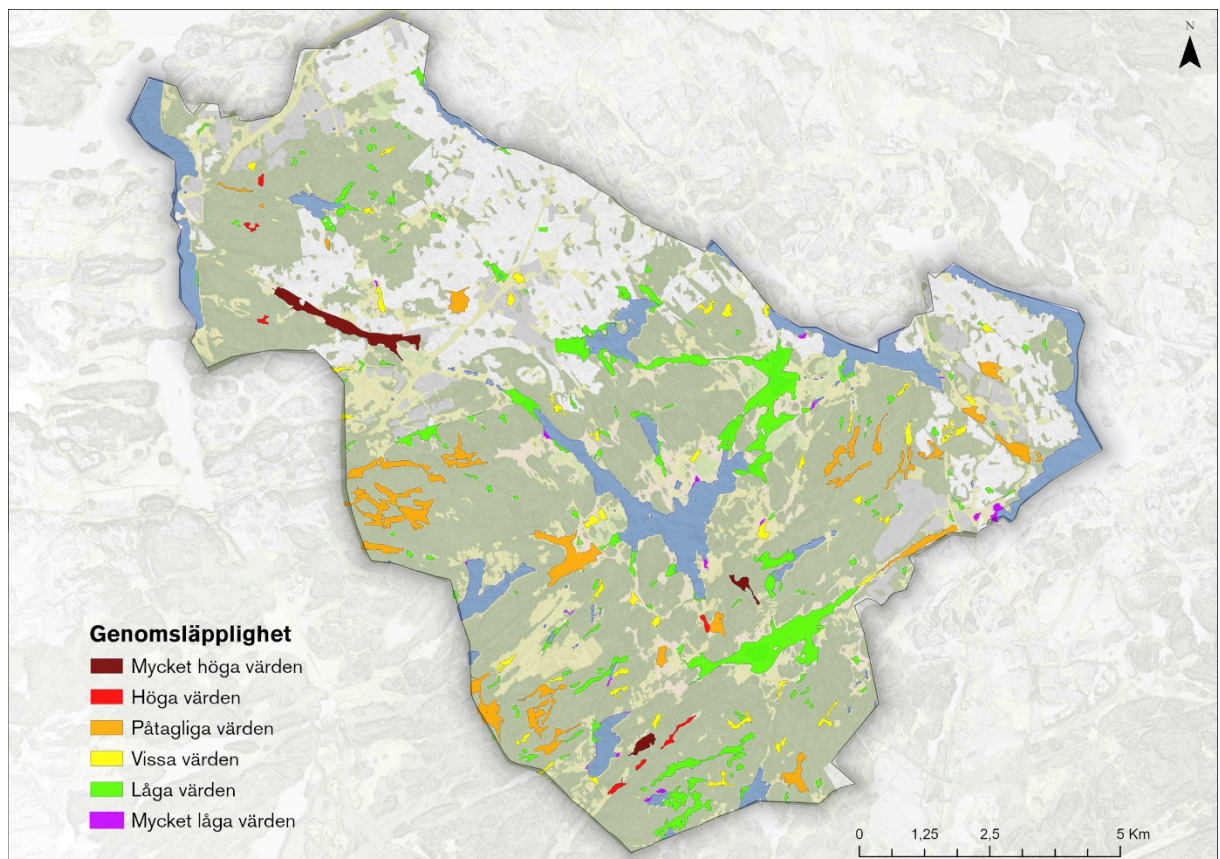 N
Genomsläpplighet
Mycket höga värden
Höga värden
Påtagliga värden
Vissa värden
Låga värden
Mycket låga värden
0 1,25 2,5 5 Km